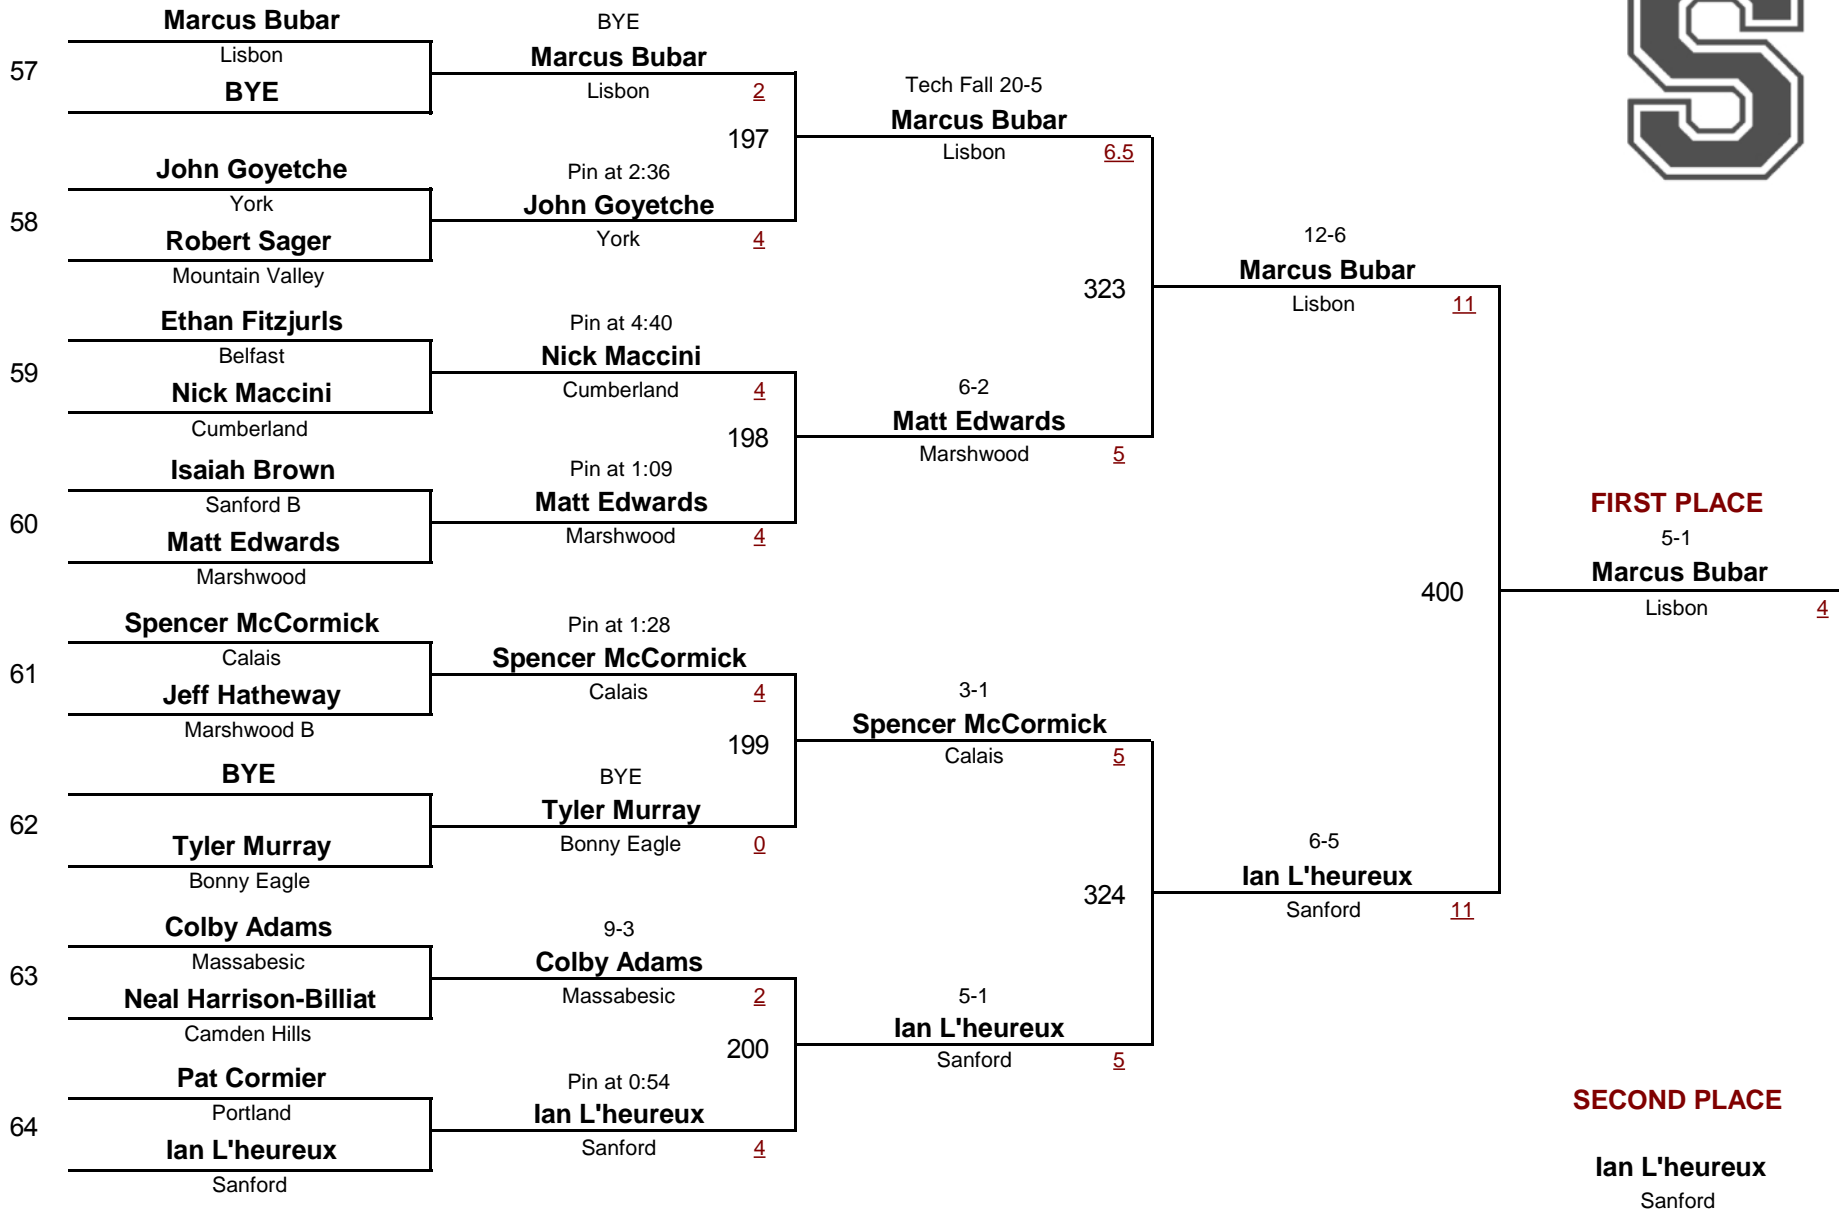 Marcus Bubar
57
Lisbon
BYE
John Goyetche
58
York
Robert Sager
Mountain Valley
Ethan Fitzjurls
59
Belfast
Nick Maccini
Cumberland
Isaiah Brown
60
Sanford B
Matt Edwards
Marshwood
Spencer McCormick
61
Calais
Jeff Hatheway
Marshwood B
BYE
62
Tyler Murray
Bonny Eagle
Colby Adams
63
Massabesic
Neal Harrison-Billiat
Camden Hills
Pat Cormier
64
Portland
Ian L'heureux
Sanford
BYE
Marcus Bubar
Lisbon 2
197
Pin at 2:36
John Goyetche
York 4
Pin at 4:40
Nick Maccini
Cumberland 4
198
Pin at 1:09
Matt Edwards
Marshwood 4
Pin at 1:28
Spencer McCormick
Calais 4
199
BYE
Tyler Murray
Bonny Eagle 0
9-3
Colby Adams
Massabesic 2
200
Pin at 0:54
Ian L'heureux
Sanford 4
Tech Fall 20-5
Marcus Bubar
Lisbon 6.5
323
6-2
Matt Edwards
Marshwood 5
3-1
Spencer McCormick
Calais 5
324
5-1
Ian L'heureux
Sanford 5
12-6
Marcus Bubar
Lisbon 11
400
6-5
Ian L'heureux
Sanford 11
S
FIRST PLACE
5-1
Marcus Bubar
Lisbon 4
SECOND PLACE
Ian L'heureux
Sanford